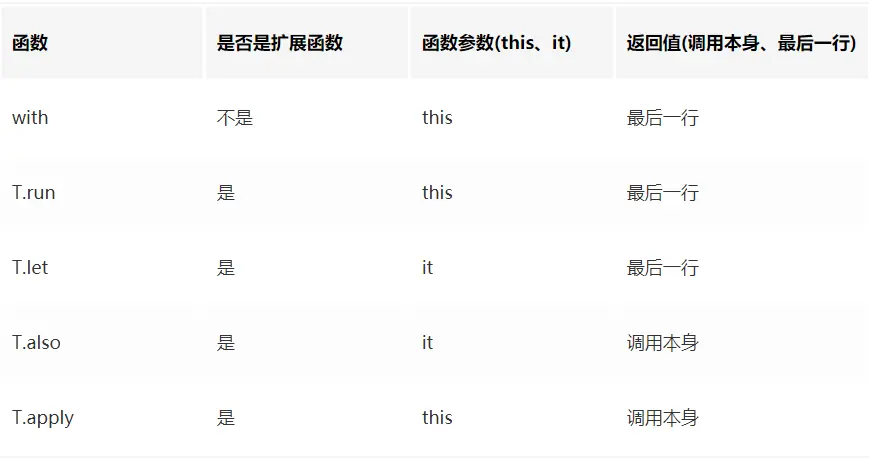 函数 是否是扩展函数 函数参数(this、it) 返回值(调用本身、最后一行)
with 不是 this 最后一行
T.run 是 this 最后一行
T.let 是 it 最后一行
T.also 是 it 调用本身
T.apply 是 this 调用本身